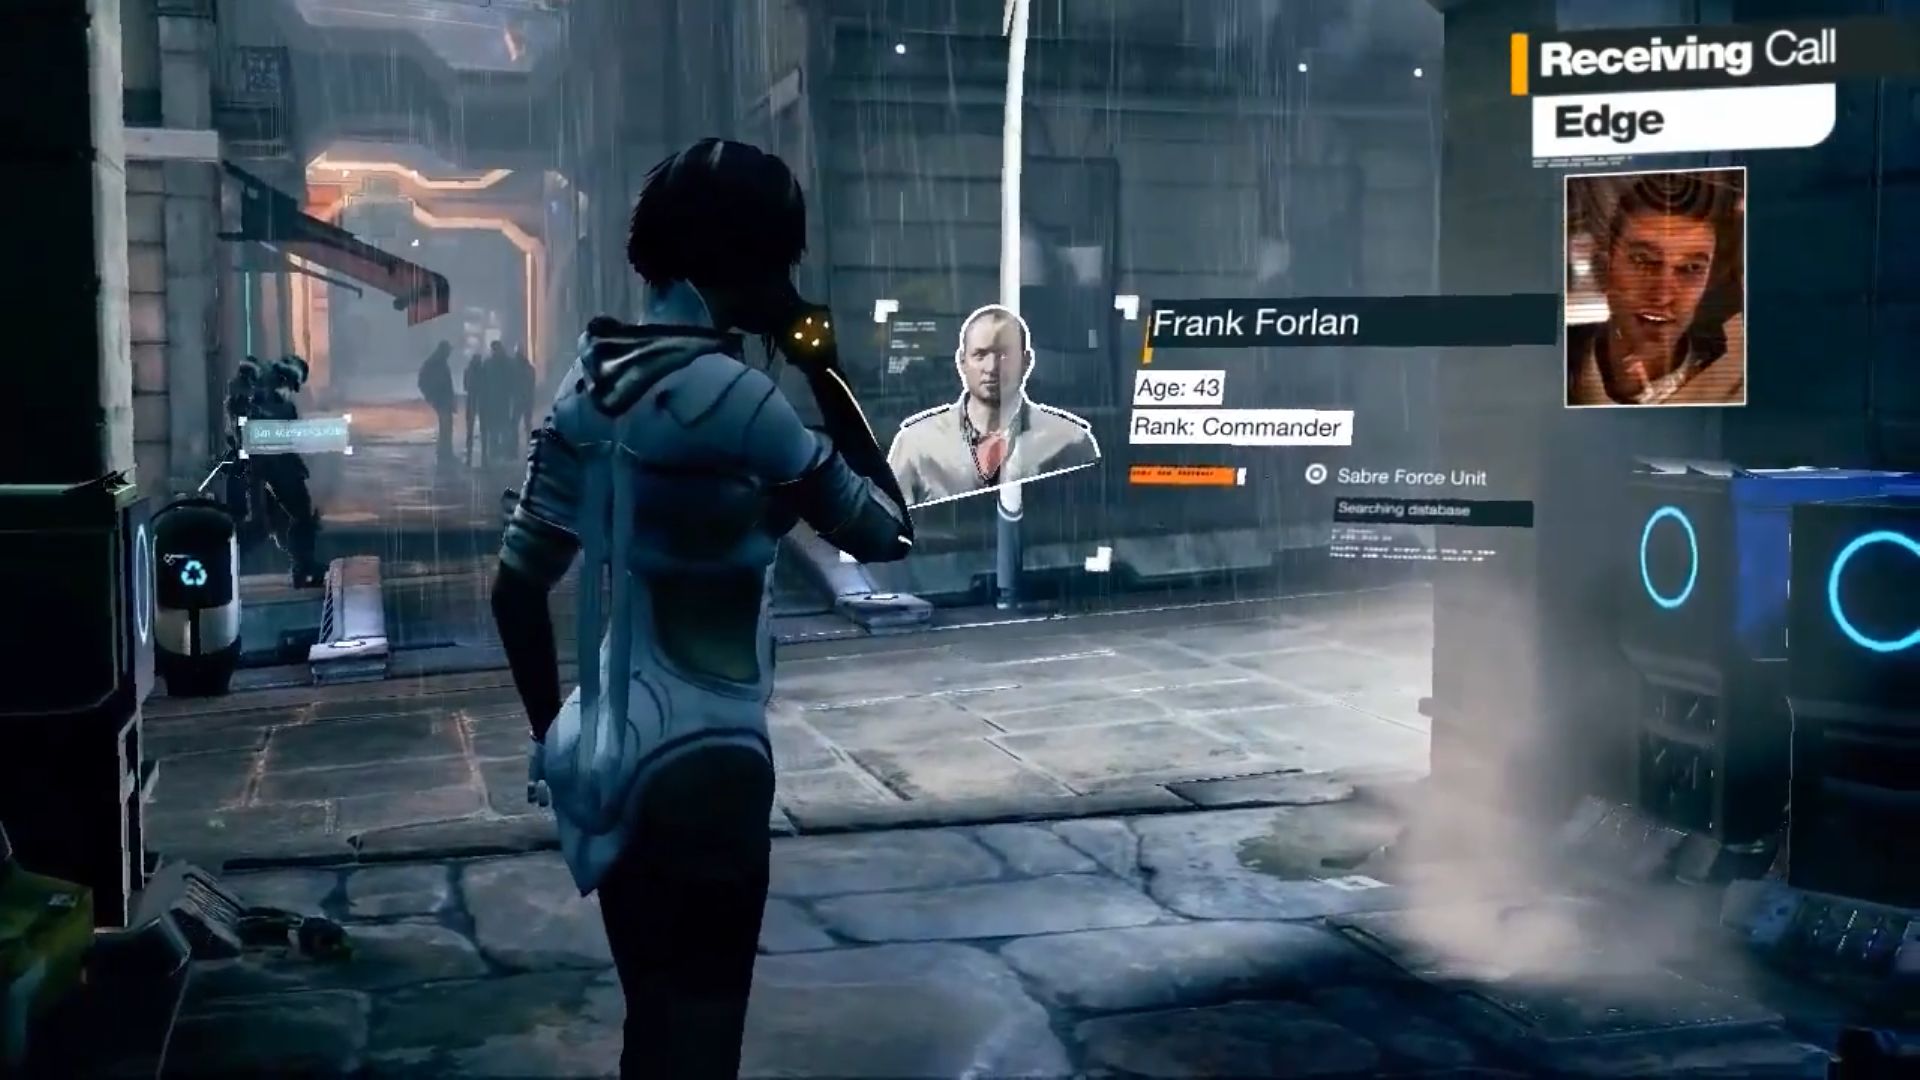 Receiving Call
Edge
Frank Forlan
Age: 43
Rank: Commander
Sabre Force Unit
Searching database